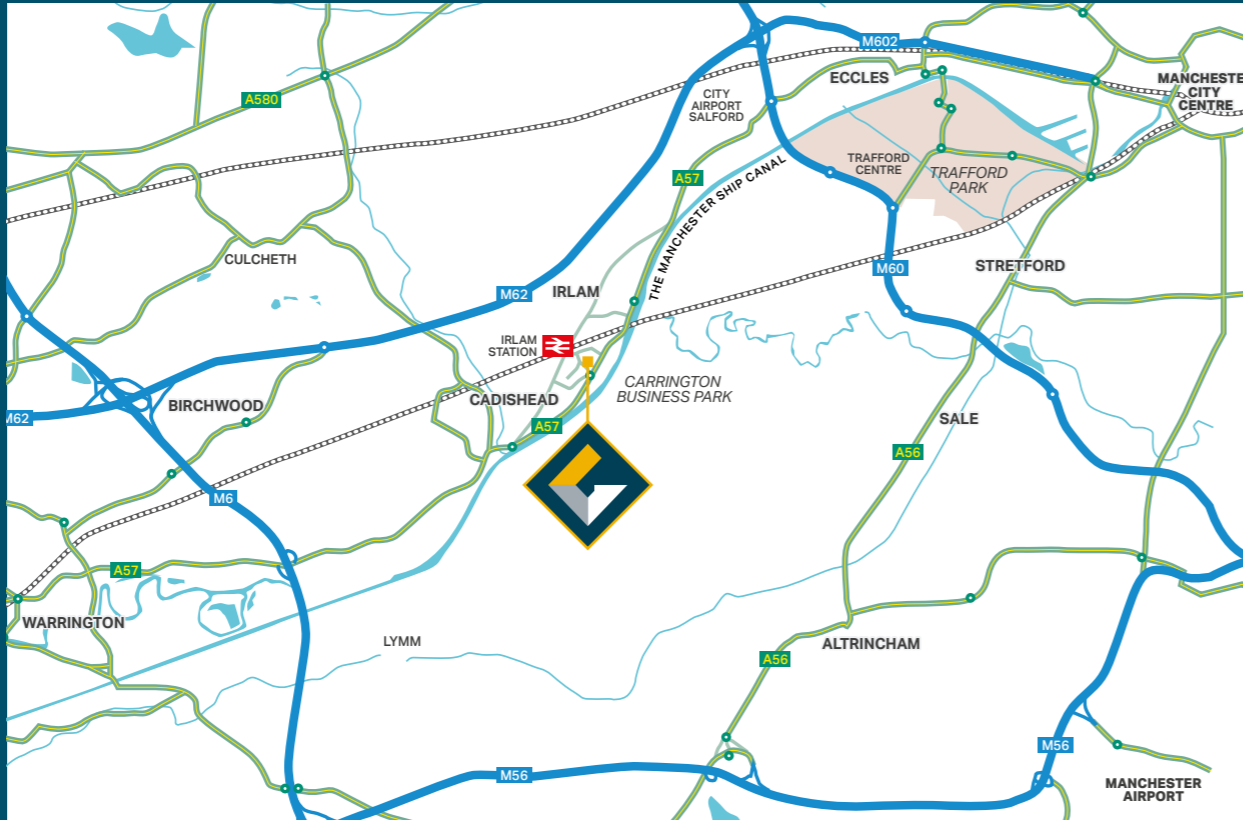 M602
ECCLES
MANCHESTE
CITY
CENTRE
A580
CITY
AIRPORT
SALFORD
TRAFFORD
CENTRE
TRAFFORD
PARK
A57
THE MANCHESTER SHIP CANAL
CULCHETH
M60
STRETFORD
M62
IRLAM
IRLAM
STATION
CARRINGTON
BUSINESS PARK
M62
BIRCHWOOD
CADISHEAD
A57
SALE
A56
M6
A57
WARRINGTON
LYMM
ALTRINCHAM
A56
M56
M56
MANCHESTER
AIRPORT